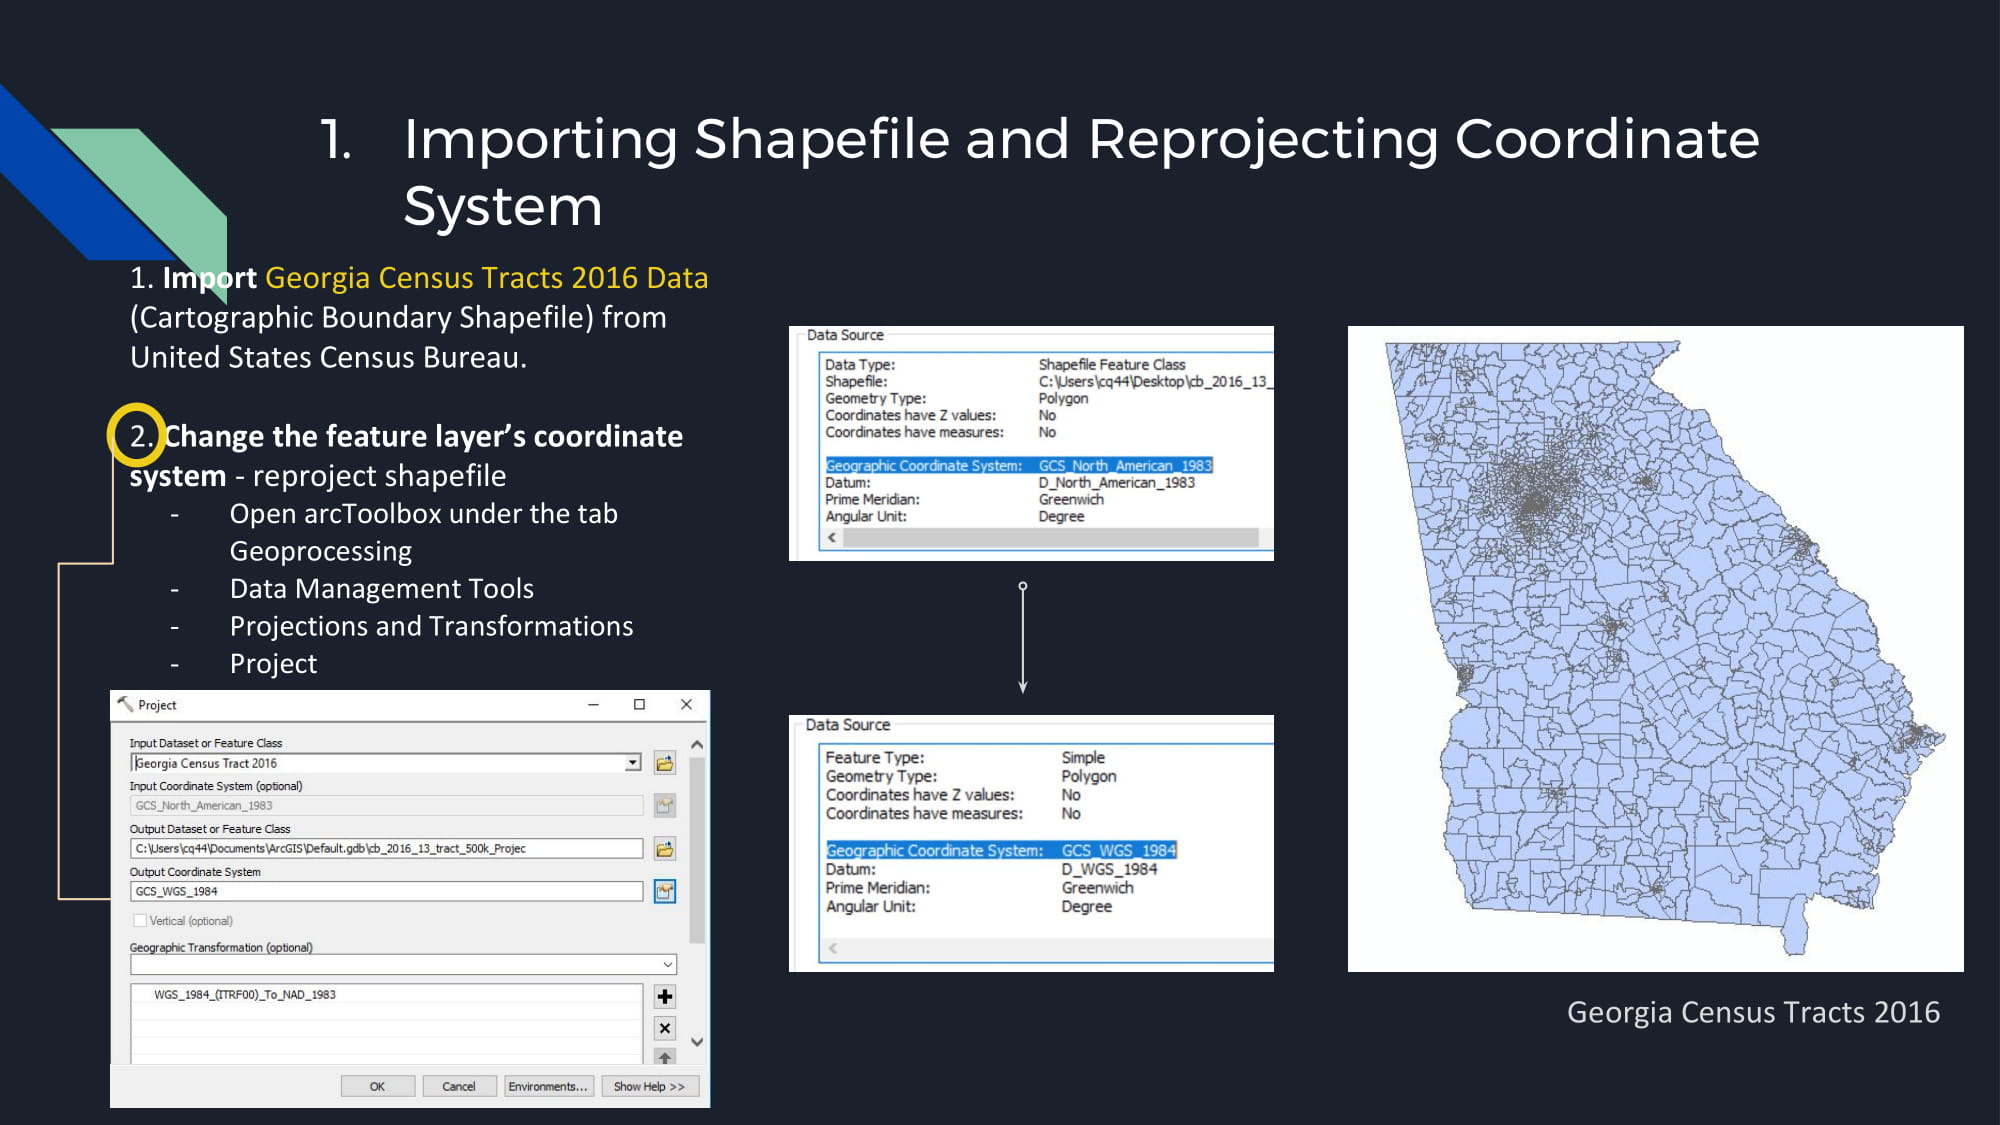 1. Importing Shapefile and Reprojecting Coordinate
System
1. Import Georgia Census Tracts 2016 Data
(Cartographic Boundary Shapefile) from
United States Census Bureau.
2. Change the feature layer’s coordinate
system - reproject shapefile
- Open arcToolbox under the tab
Geoprocessing
- Data Management Tools
- Projections and Transformations
- Project
Project
Input Dataset or Feature Class
Georgia Census Tract 2016
Input Coordinate System (optional)
GCS_North_American_1983
Output Dataset or Feature Class
C:\Users\cq44\Documents\ArcGIS\Default.gdb\cb_2016_13_tract_500k_Projec
Output Coordinate System
GCS_WGS_1984
Vertical (optional)
Geographic Transformation (optional)
WGS_1984_(ITRF00)_To_NAD_1983
OK Cancel Environments... Show Help >>
Data Source
Data Type: Shapefile Feature Class
Shapefile: C:\Users\cq44\Desktop\cb_2016_13_
Geometry Type: Polygon
Coordinates have Z values: No
Coordinates have measures: No
Geographic Coordinate System: GCS_North_American_1983
Datum: D_North_American_1983
Prime Meridian: Greenwich
Angular Unit: Degree
Data Source
Feature Type: Simple
Geometry Type: Polygon
Coordinates have Z values: No
Coordinates have measures: No
Geographic Coordinate System: GCS_WGS_1984
Datum: D_WGS_1984
Prime Meridian: Greenwich
Angular Unit: Degree
Georgia Census Tracts 2016